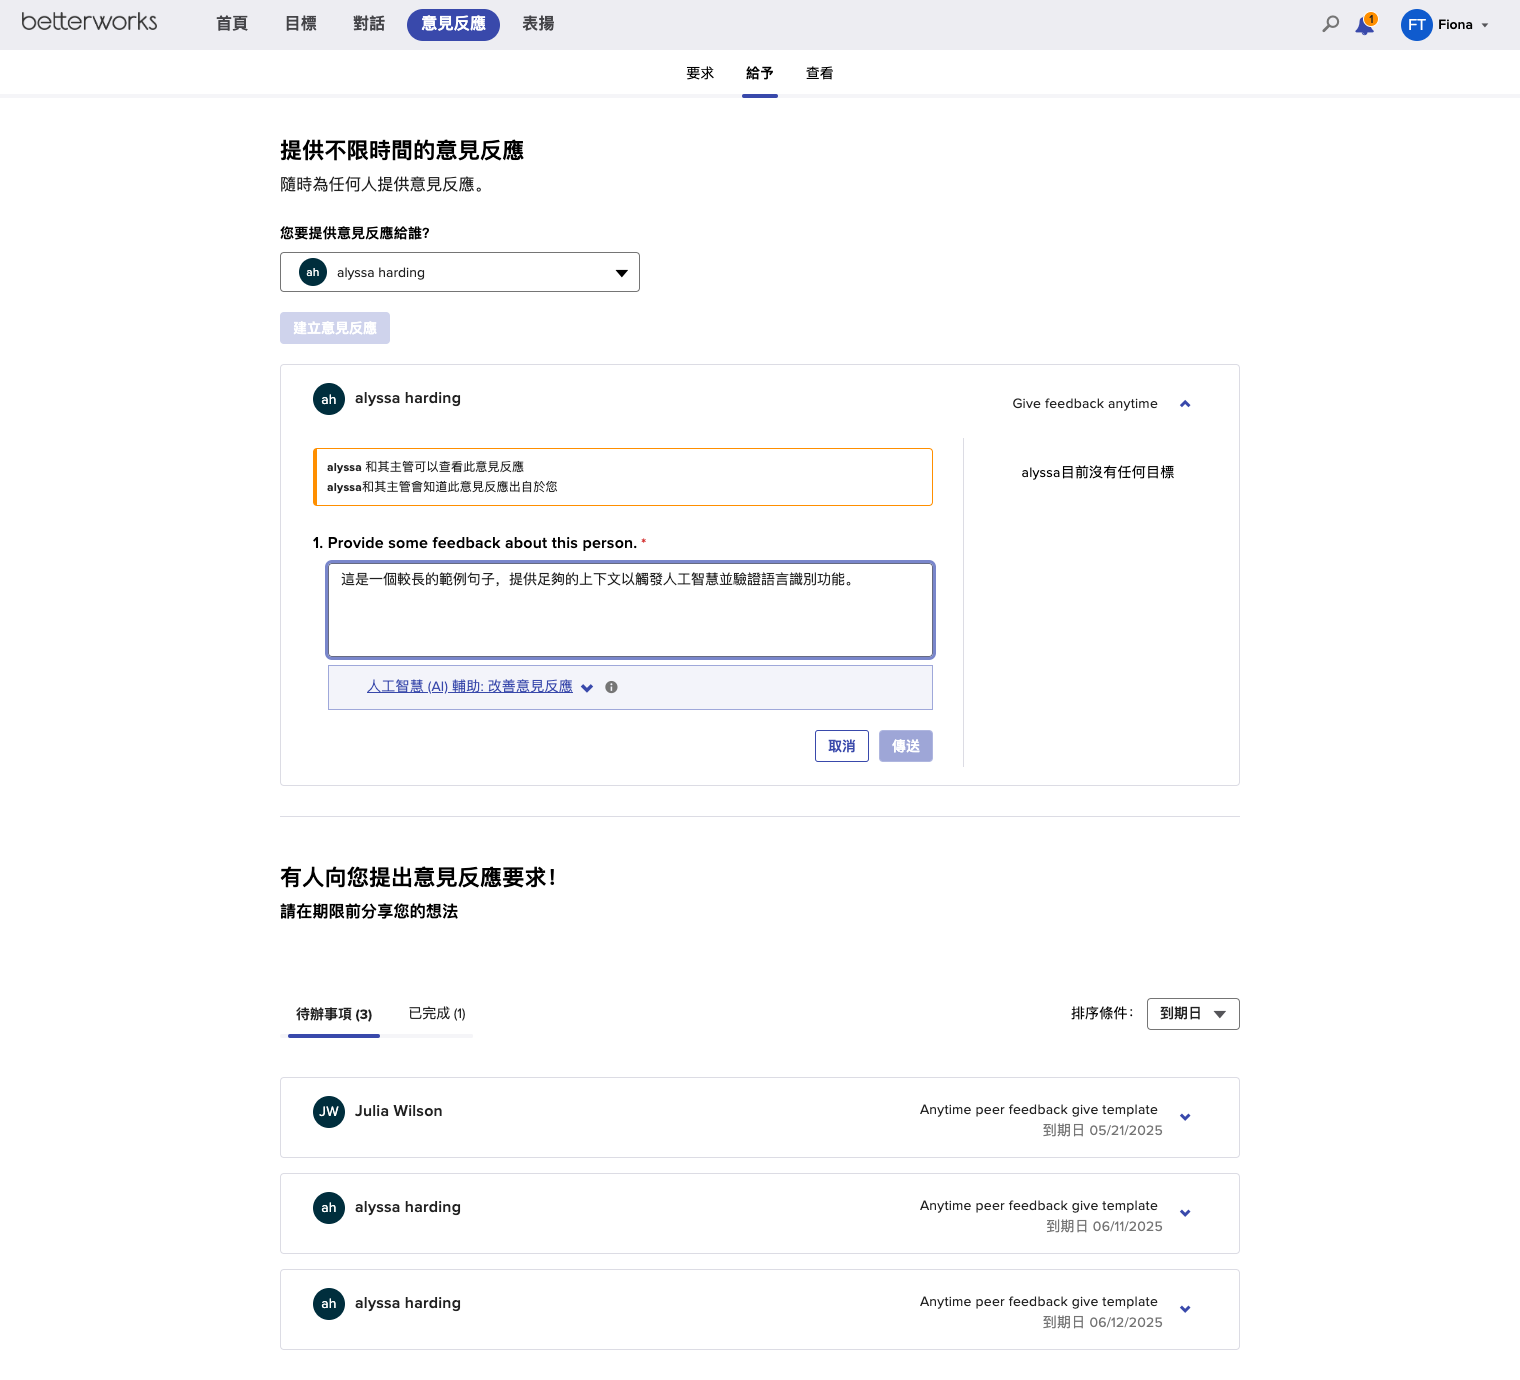 betterworks
首頁 目標 對話 意見反應 表揚
1 FT Fiona
要求 給予 查看
提供不限時間的意見反應
隨時為任何人提供意見反應。
您要提供意見反應給誰?
ah alyssa harding
建立意見反應
ah alyssa harding
Give feedback anytime
alyssa 和其主管可以查看此意見反應
alyssa和其主管會知道此意見反應出自於您
alyssa目前沒有任何目標
1. Provide some feedback about this person. *
這是一個較長的範例句子，提供足夠的上下文以觸發人工智慧並驗證語言識別功能。
人工智慧 (AI) 輔助: 改善意見反應
取消 傳送
有人向您提出意見反應要求！
請在期限前分享您的想法
待辦事項 (3) 已完成 (1)
排序條件： 到期日
JW Julia Wilson
Anytime peer feedback give template
到期日 05/21/2025
ah alyssa harding
Anytime peer feedback give template
到期日 06/11/2025
ah alyssa harding
Anytime peer feedback give template
到期日 06/12/2025